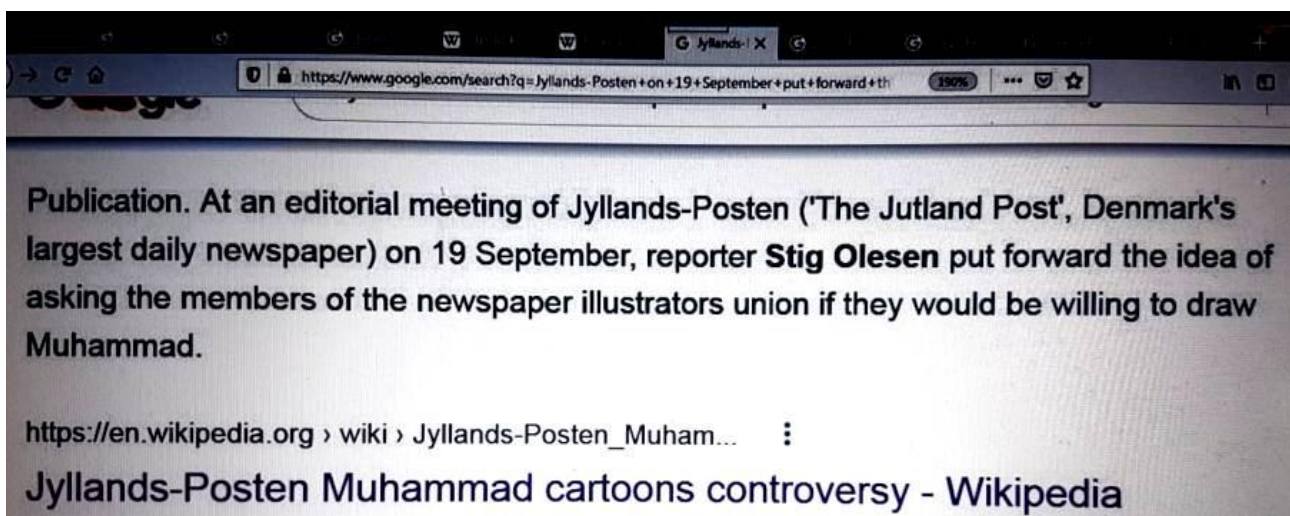 G Jyllands-
https://www.google.com/search?q=Jyllands-Posten+on+19+September+put+forward+th 190%
Publication. At an editorial meeting of Jyllands-Posten ('The Jutland Post', Denmark's
largest daily newspaper) on 19 September, reporter Stig Olesen put forward the idea of
asking the members of the newspaper illustrators union if they would be willing to draw
Muhammad.
https://en.wikipedia.org › wiki › Jyllands-Posten_Muham...
Jyllands-Posten Muhammad cartoons controversy - Wikipedia